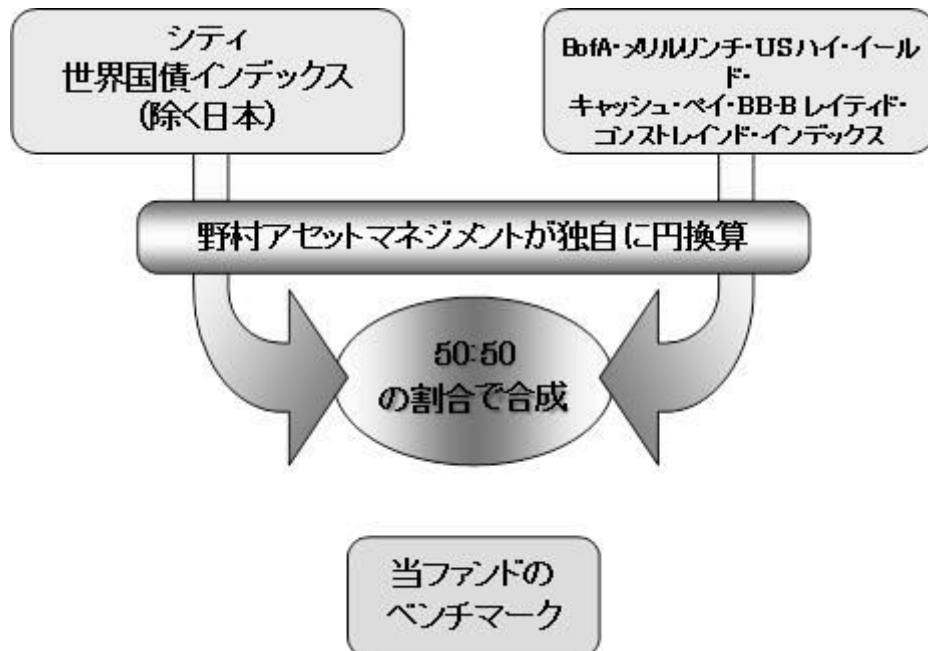 シティ
世界国債インデックス
(除く日本)
BofA・メリルリンチ・USハイ・イール
ド・
キャッシュ・ペイ・BB-Bレイティド・
コンストレインド・インデックス
野村アセットマネジメントが独自に円換算
50:50
の割合で合成
当ファンドの
ベンチマーク